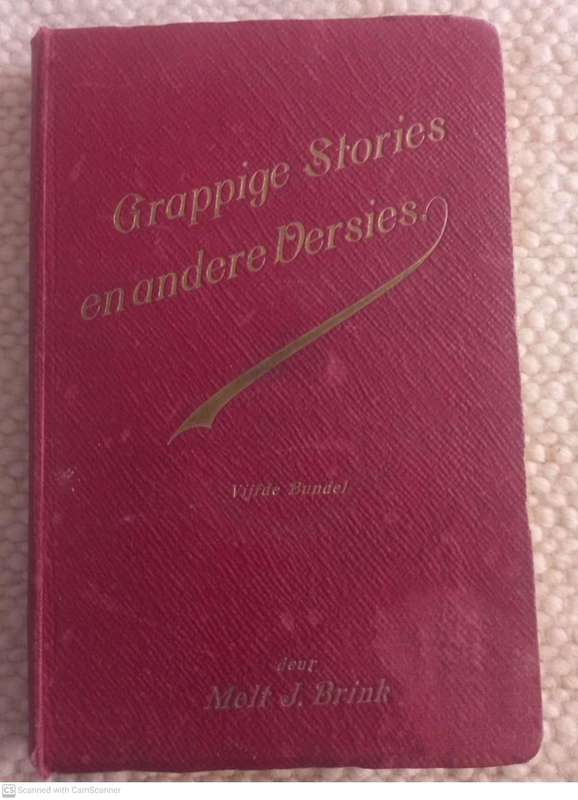 Grappige Stories
en andere Versies.
Vijfde Bundel
deur
Melt J. Brink
CS Scanned with CamScanner